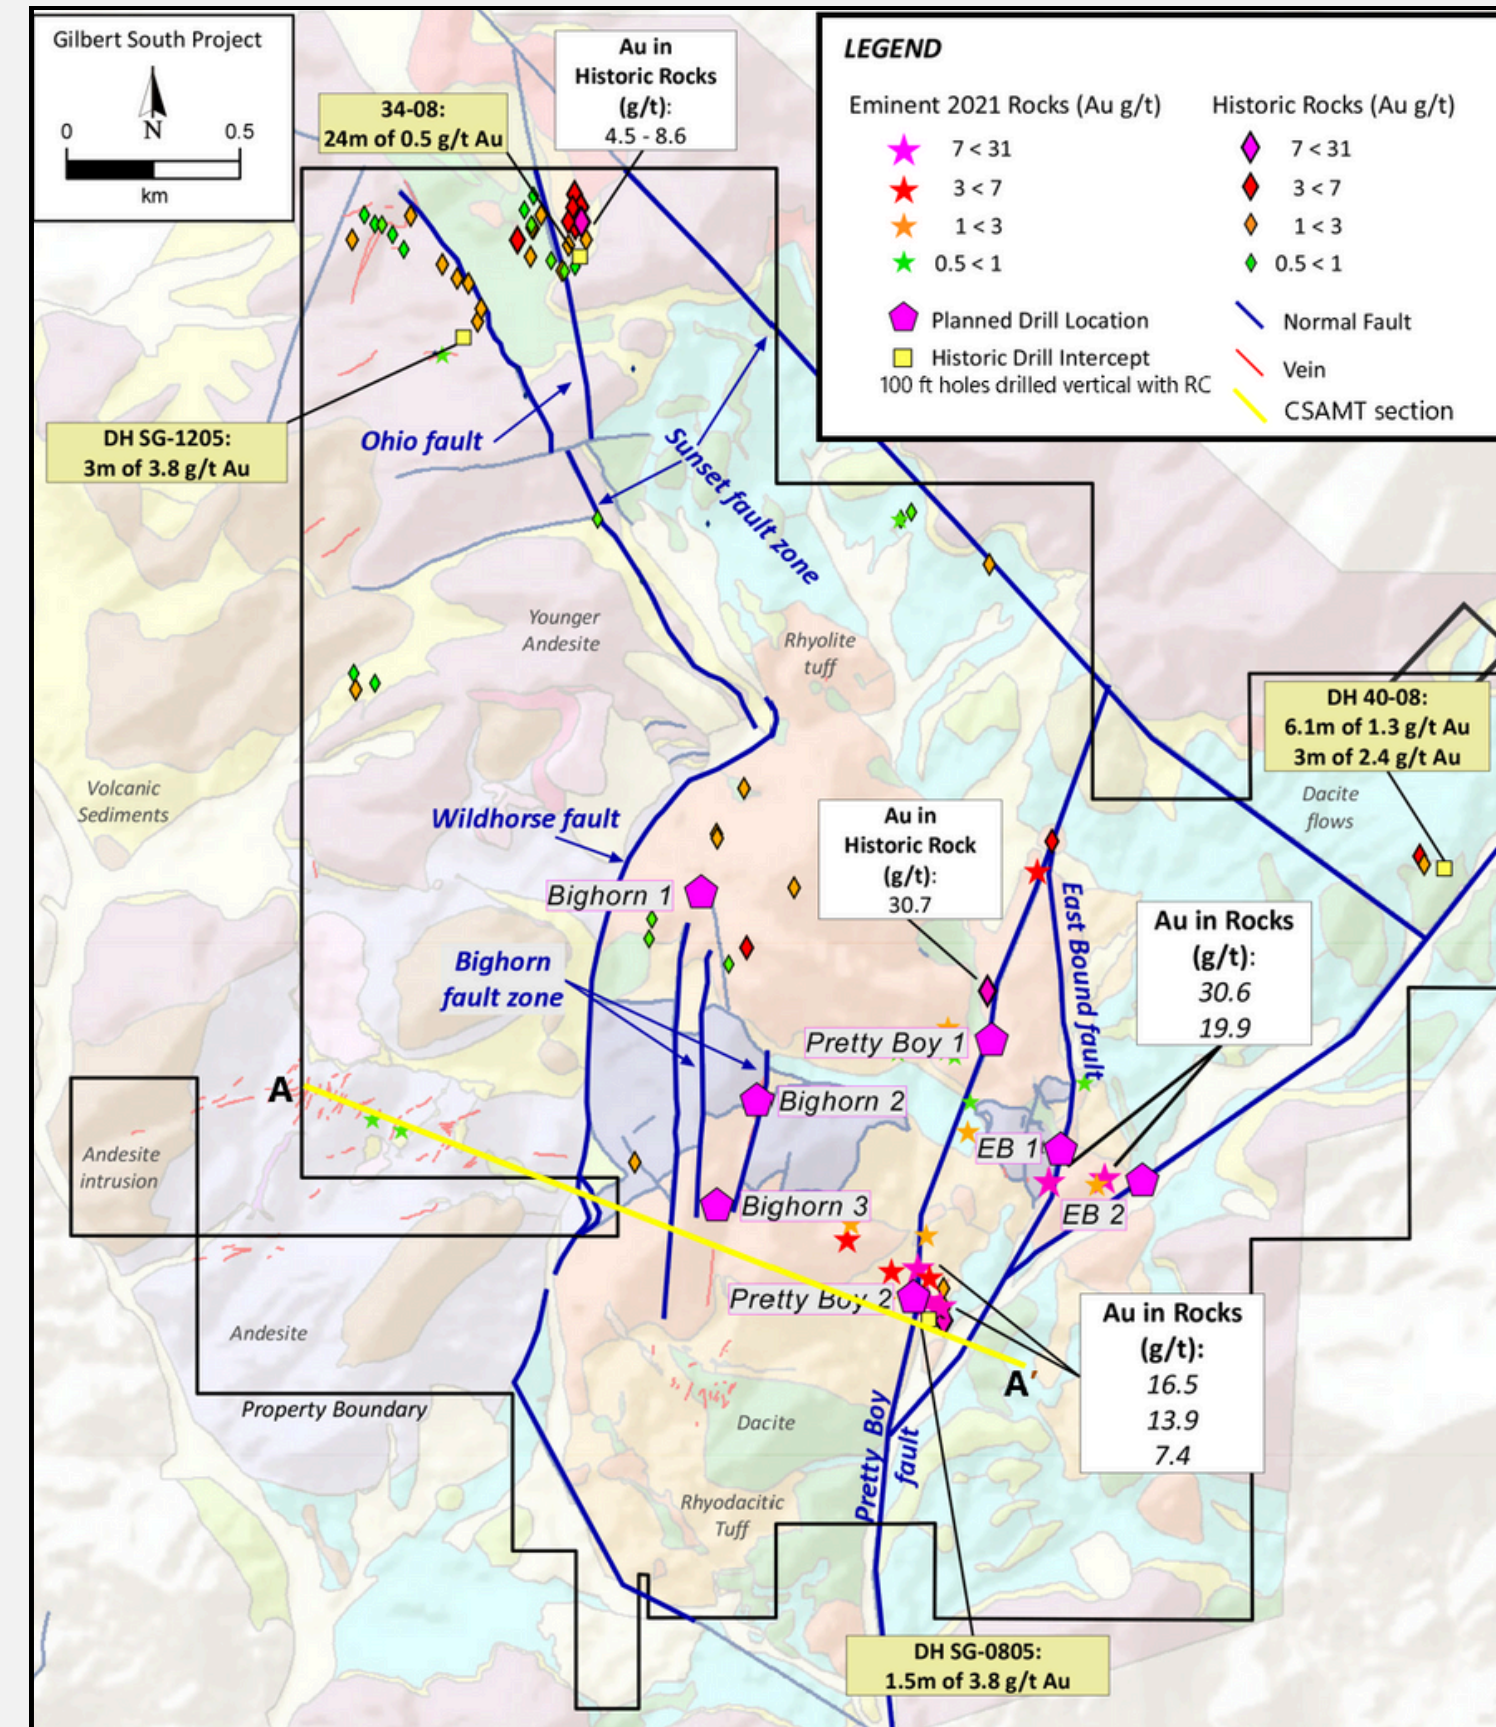 Gilbert South Project
N
0
0.5
km
34-08:
24m of 0.5 g/t Au
Au in
Historic Rocks
(g/t):
4.5 - 8.6
LEGEND
Eminent 2021 Rocks (Au g/t)
7 < 31
3 < 7
1 < 3
0.5 < 1
Planned Drill Location
Historic Drill Intercept
100 ft holes drilled vertical with RC
Historic Rocks (Au g/t)
7 < 31
3 < 7
1 < 3
0.5 < 1
Normal Fault
Vein
CSAMT section
DH SG-1205:
3m of 3.8 g/t Au
Ohio fault
Sunset fault zone
Younger
Andesite
Rhyolite
tuff
DH 40-08:
6.1m of 1.3 g/t Au
3m of 2.4 g/t Au
Volcanic
Sediments
Dacite
flows
Wildhorse fault
Au in
Historic Rock
(g/t):
30.7
Bighorn 1
East Bound fault
Au in Rocks
(g/t):
30.6
19.9
Bighorn
fault zone
Pretty Boy 1
A
Bighorn 2
EB 1
Andesite
intrusion
Bighorn 3
EB 2
Pretty Boy 2
Au in Rocks
(g/t):
16.5
13.9
7.4
Andesite
A'
Property Boundary
Dacite
Pretty Boy
fault
Rhyodacitic
Tuff
DH SG-0805:
1.5m of 3.8 g/t Au